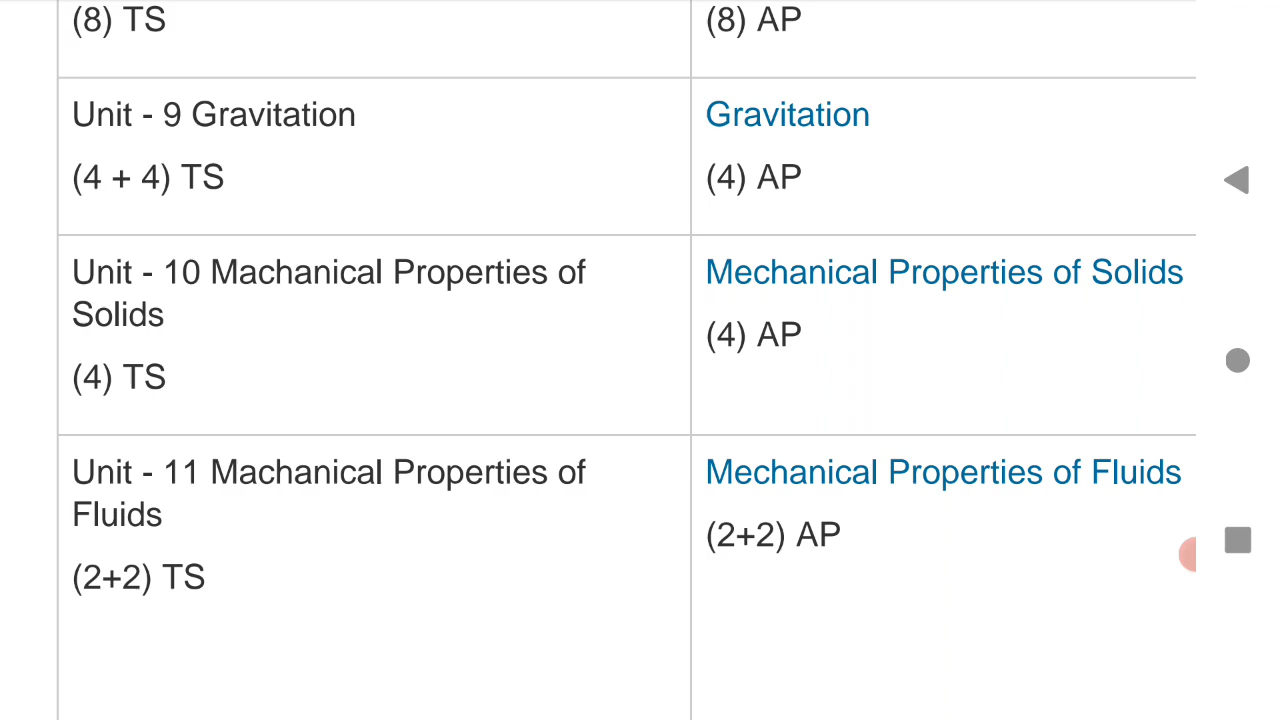 (8) TS
(8) AP
Unit - 9 Gravitation
(4 + 4) TS
Gravitation
(4) AP
Unit - 10 Machanical Properties of
Solids
(4) TS
Mechanical Properties of Solids
(4) AP
Unit - 11 Machanical Properties of
Fluids
(2+2) TS
Mechanical Properties of Fluids
(2+2) AP